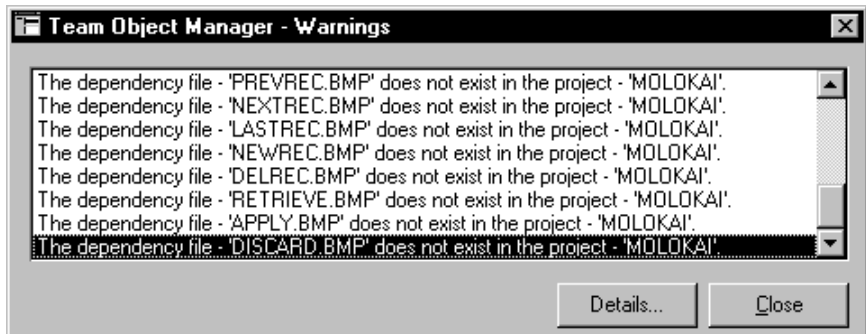 Team Object Manager - Warnings
The dependency file - 'PREVREC.BMP' does not exist in the project - 'MOLOKAI'.
The dependency file - 'NEXTREC.BMP' does not exist in the project - 'MOLOKAI'.
The dependency file - 'LASTREC.BMP' does not exist in the project - 'MOLOKAI'.
The dependency file - 'NEWREC.BMP' does not exist in the project - 'MOLOKAI'.
The dependency file - 'DELREC.BMP' does not exist in the project - 'MOLOKAI'.
The dependency file - 'RETRIEVE.BMP' does not exist in the project - 'MOLOKAI'.
The dependency file - 'APPLY.BMP' does not exist in the project - 'MOLOKAI'.
The dependency file - 'DISCARD.BMP' does not exist in the project - 'MOLOKAI'.
Details... Close